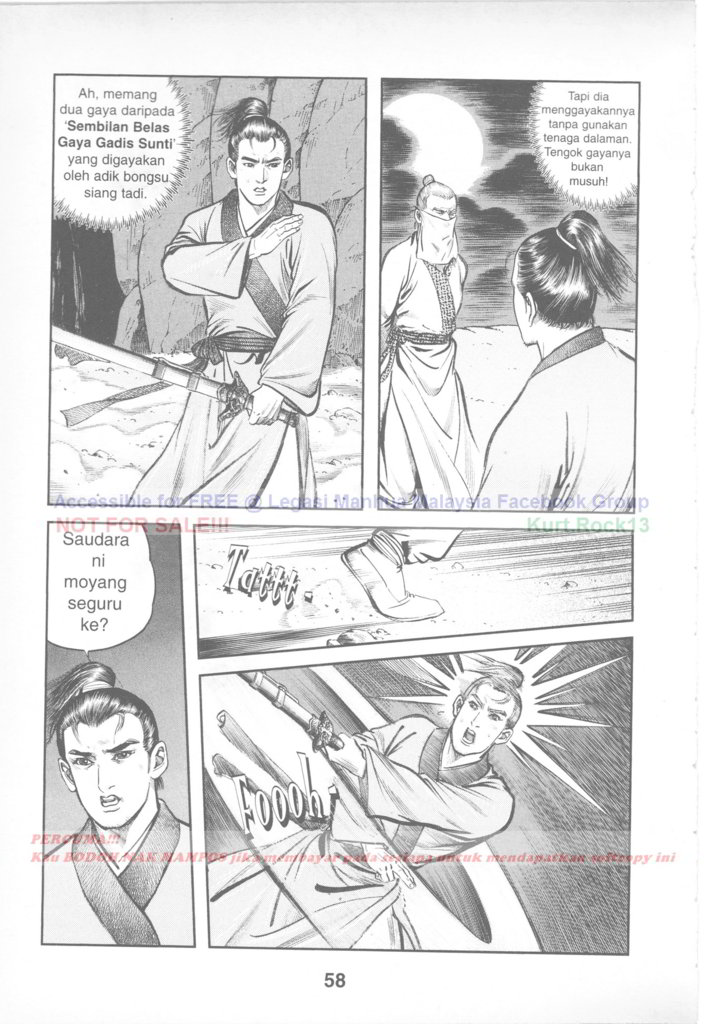 Ah, memang
dua gaya daripada
'Sembilan Belas
Gaya Gadis Sunti'
yang digayakan
oleh adik bongsu
siang tadi.
Tapi dia
menggayakannya
tanpa gunakan
tenaga dalaman.
Tengok gayanya
bukan
musuh!
Accessible for FREE @ Legasi Manhua Malaysia Facebook Group
NOT FOR SALE!!! Kurt.Rock13
Saudara
ni
moyang
seguru
ke?
Tattt.
Foooh.
PERCUMA!!!
Kau BODOH MAK MAMPOS jika membayar pada sesiapa untuk mendapatkan softcopy ini
58